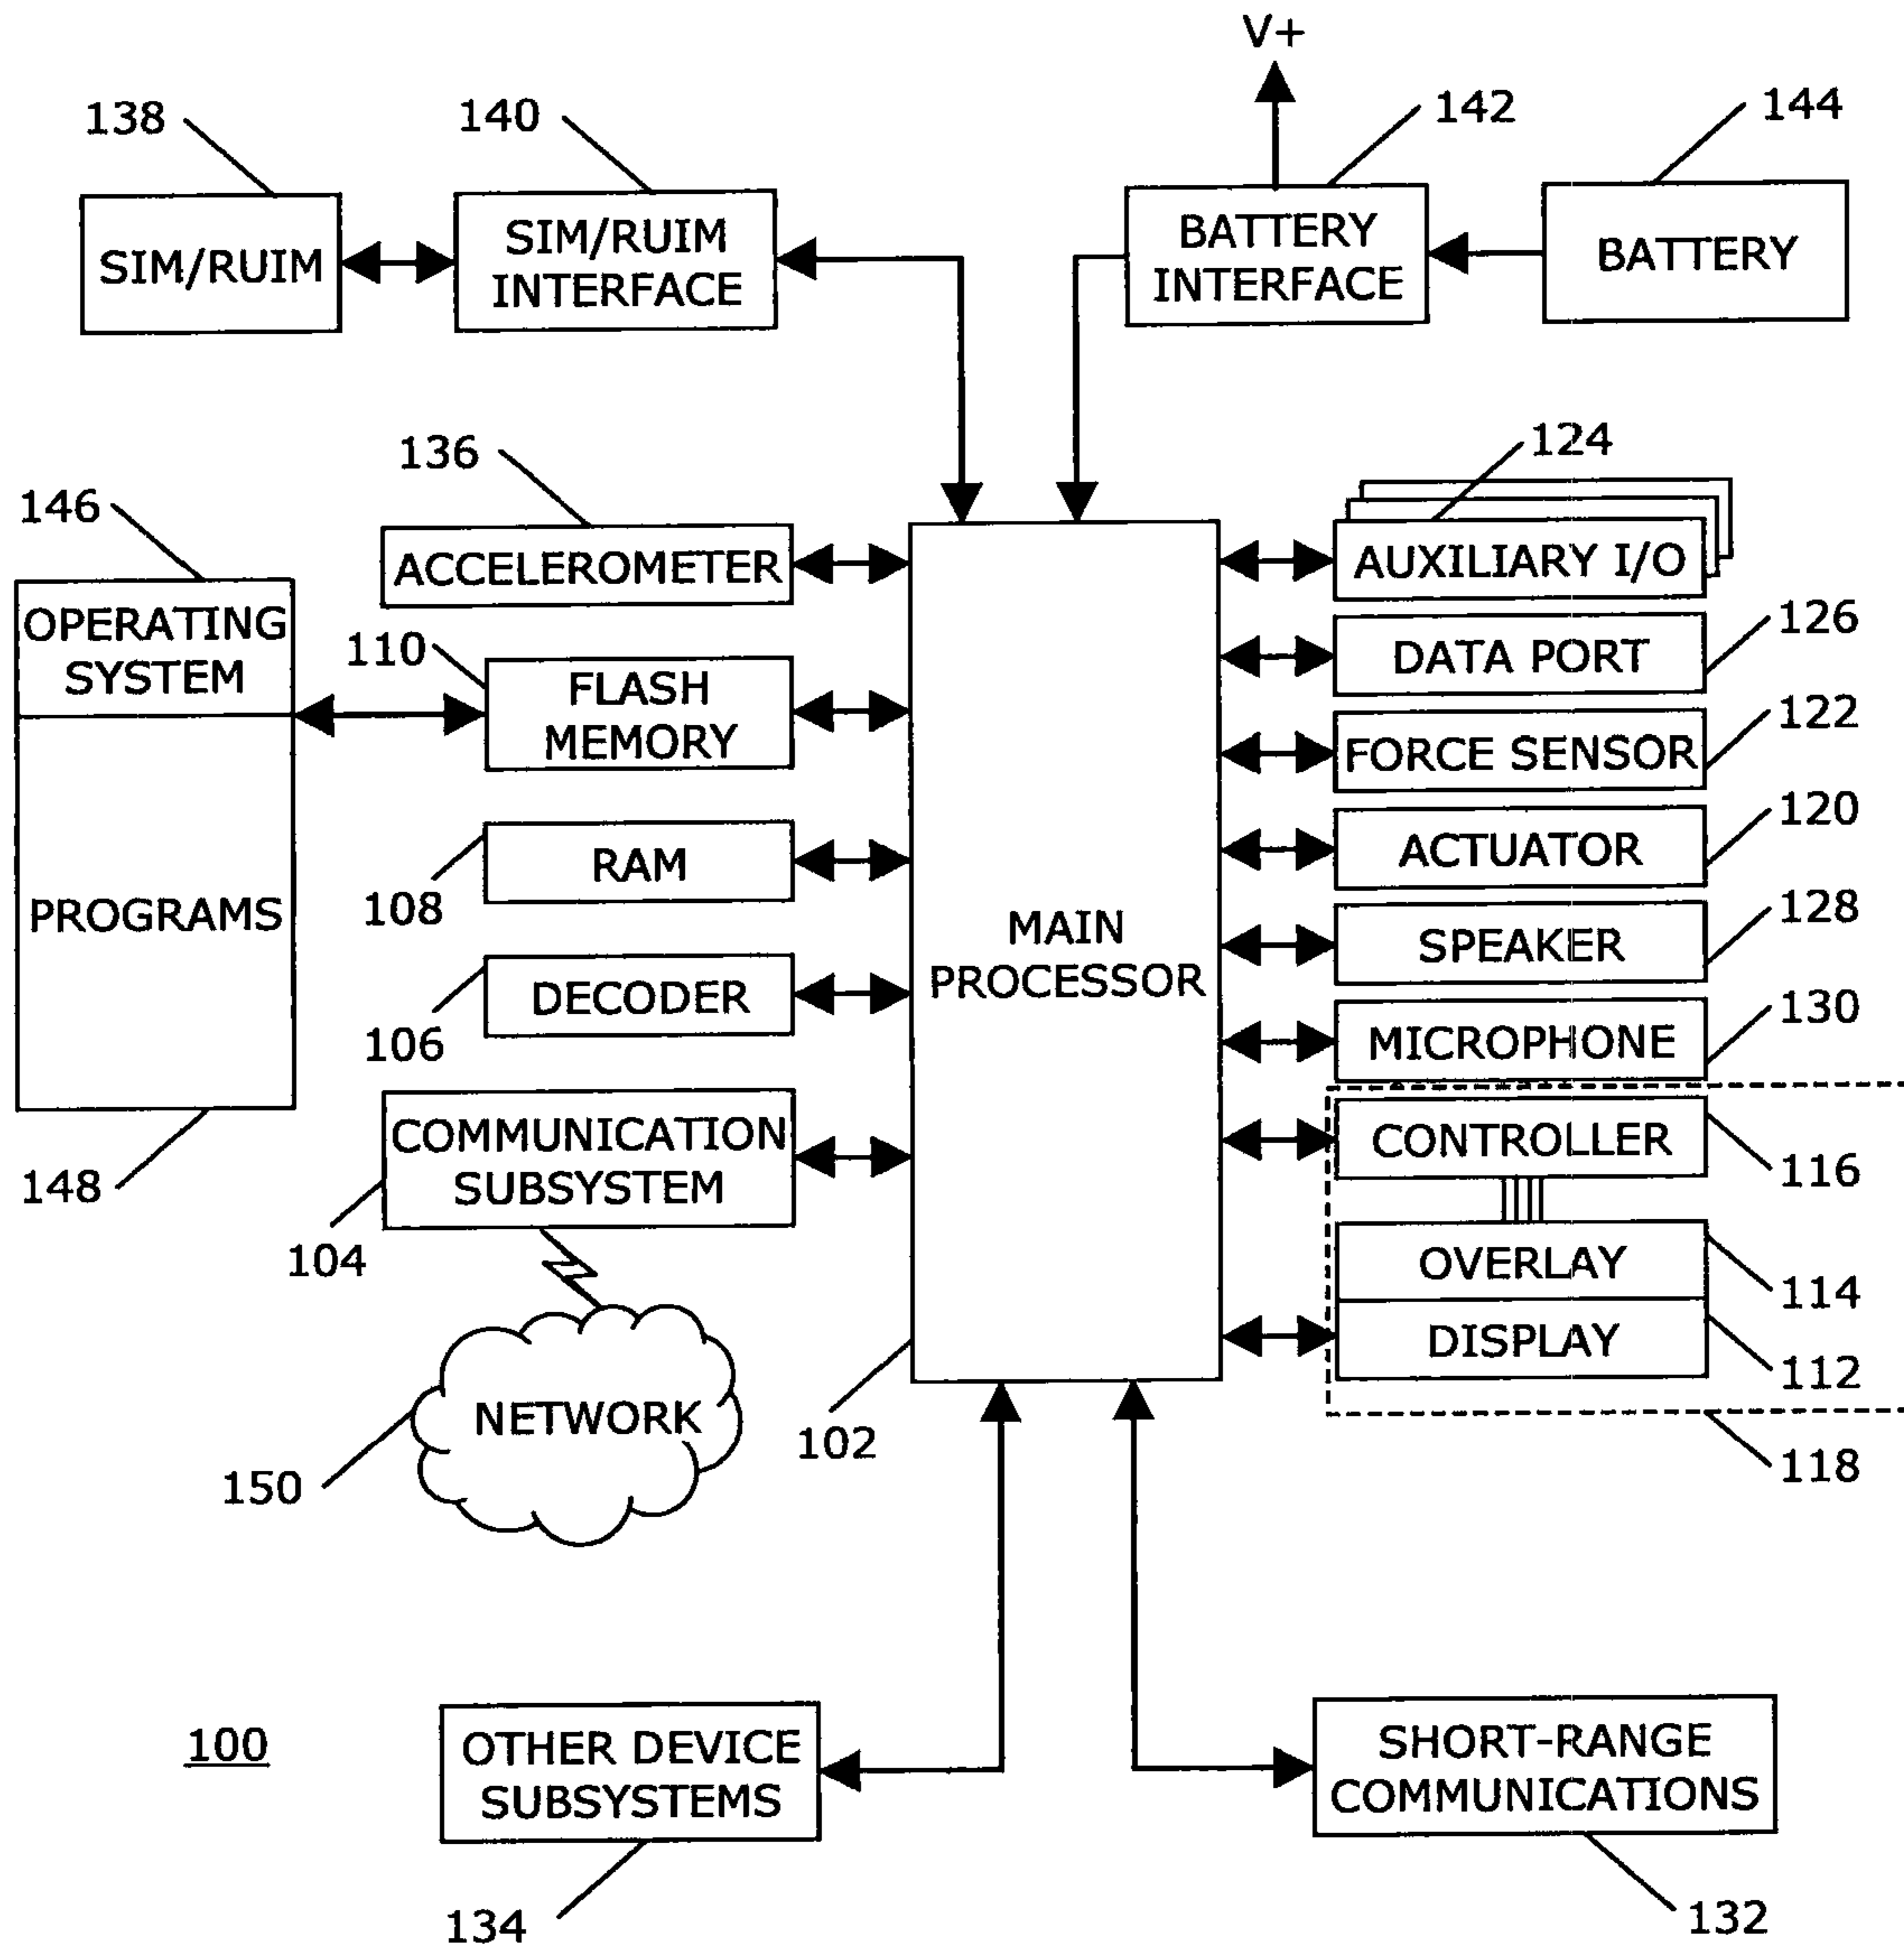 V+
138
140
142
144
SIM/RUIM
SIM/RUIM
INTERFACE
BATTERY
INTERFACE
BATTERY
136
124
146
ACCELEROMETER
AUXILIARY I/O
OPERATING
SYSTEM
110
FLASH
MEMORY
126
DATA PORT
122
FORCE SENSOR
120
ACTUATOR
RAM
108
PROGRAMS
MAIN
PROCESSOR
128
SPEAKER
DECODER
106
130
MICROPHONE
COMMUNICATION
SUBSYSTEM
CONTROLLER
116
148
104
OVERLAY
114
DISPLAY
112
NETWORK
102
118
150
100
OTHER DEVICE
SUBSYSTEMS
SHORT-RANGE
COMMUNICATIONS
134
132